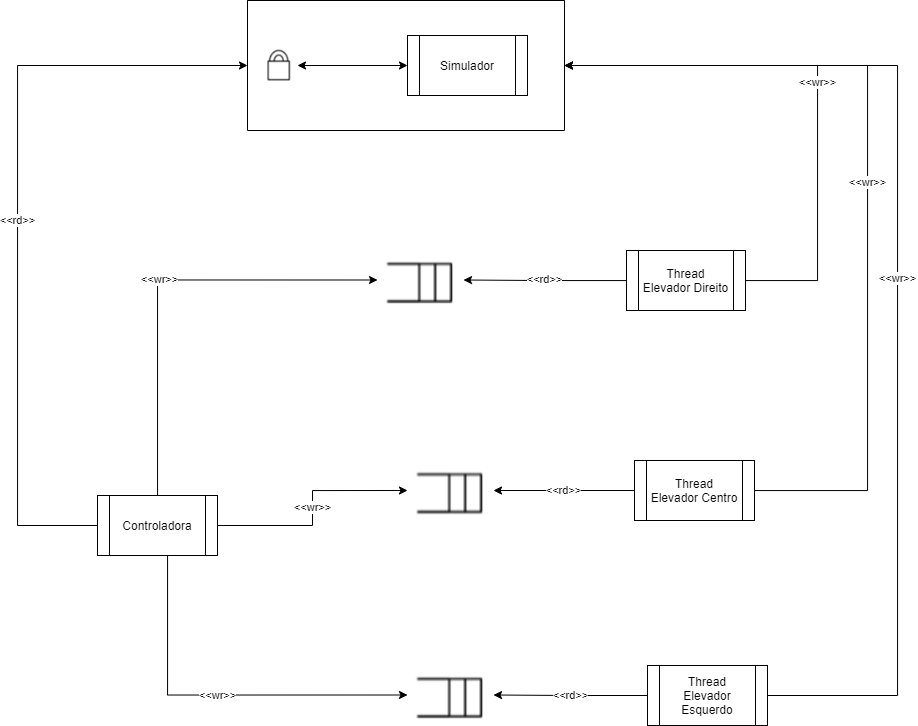 Simulador
<<wr>>
<<wr>>
<<rd>>
<<wr>>
<<rd>>
Thread
Elevador Direito
<<wr>>
Thread
Elevador Centro
<<rd>>
<<wr>>
Controladora
Thread
Elevador
Esquerdo
<<wr>>
<<rd>>